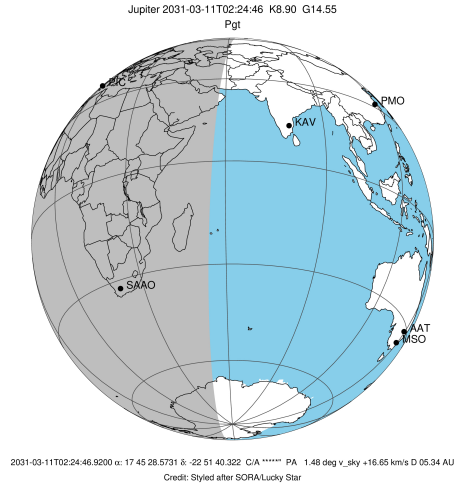 Jupiter 2031-03-11T02:24:46 K8.90 G14.55
Pgt
PIC
PMO
KAV
SAAO
AAT
MSO
2031-03-11T02:24:46.9200 α: 17 45 28.5731 δ: -22 51 40.322 C/A *****" PA 1.48 deg v_sky +16.65 km/s D 05.34 AU
Credit: Styled after SORA/Lucky Star